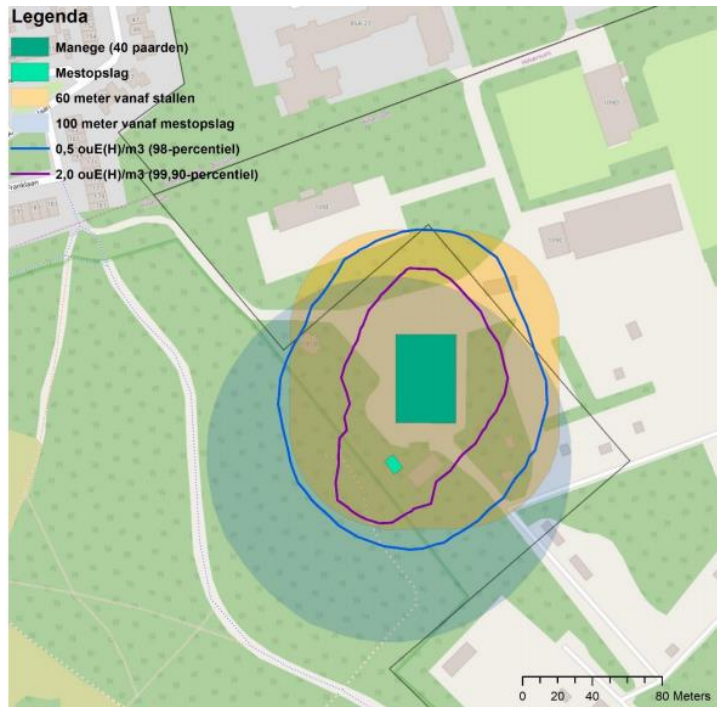 Legenda
Manege (40 paarden)
Mestopslag
60 meter vanaf stallen
100 meter vanaf mestopslag
0,5 ouE(H)/m3 (98-percentiel)
2,0 ouE(H)/m3 (99,90-percentiel)
Hilversum
0 20 40 80 Meters